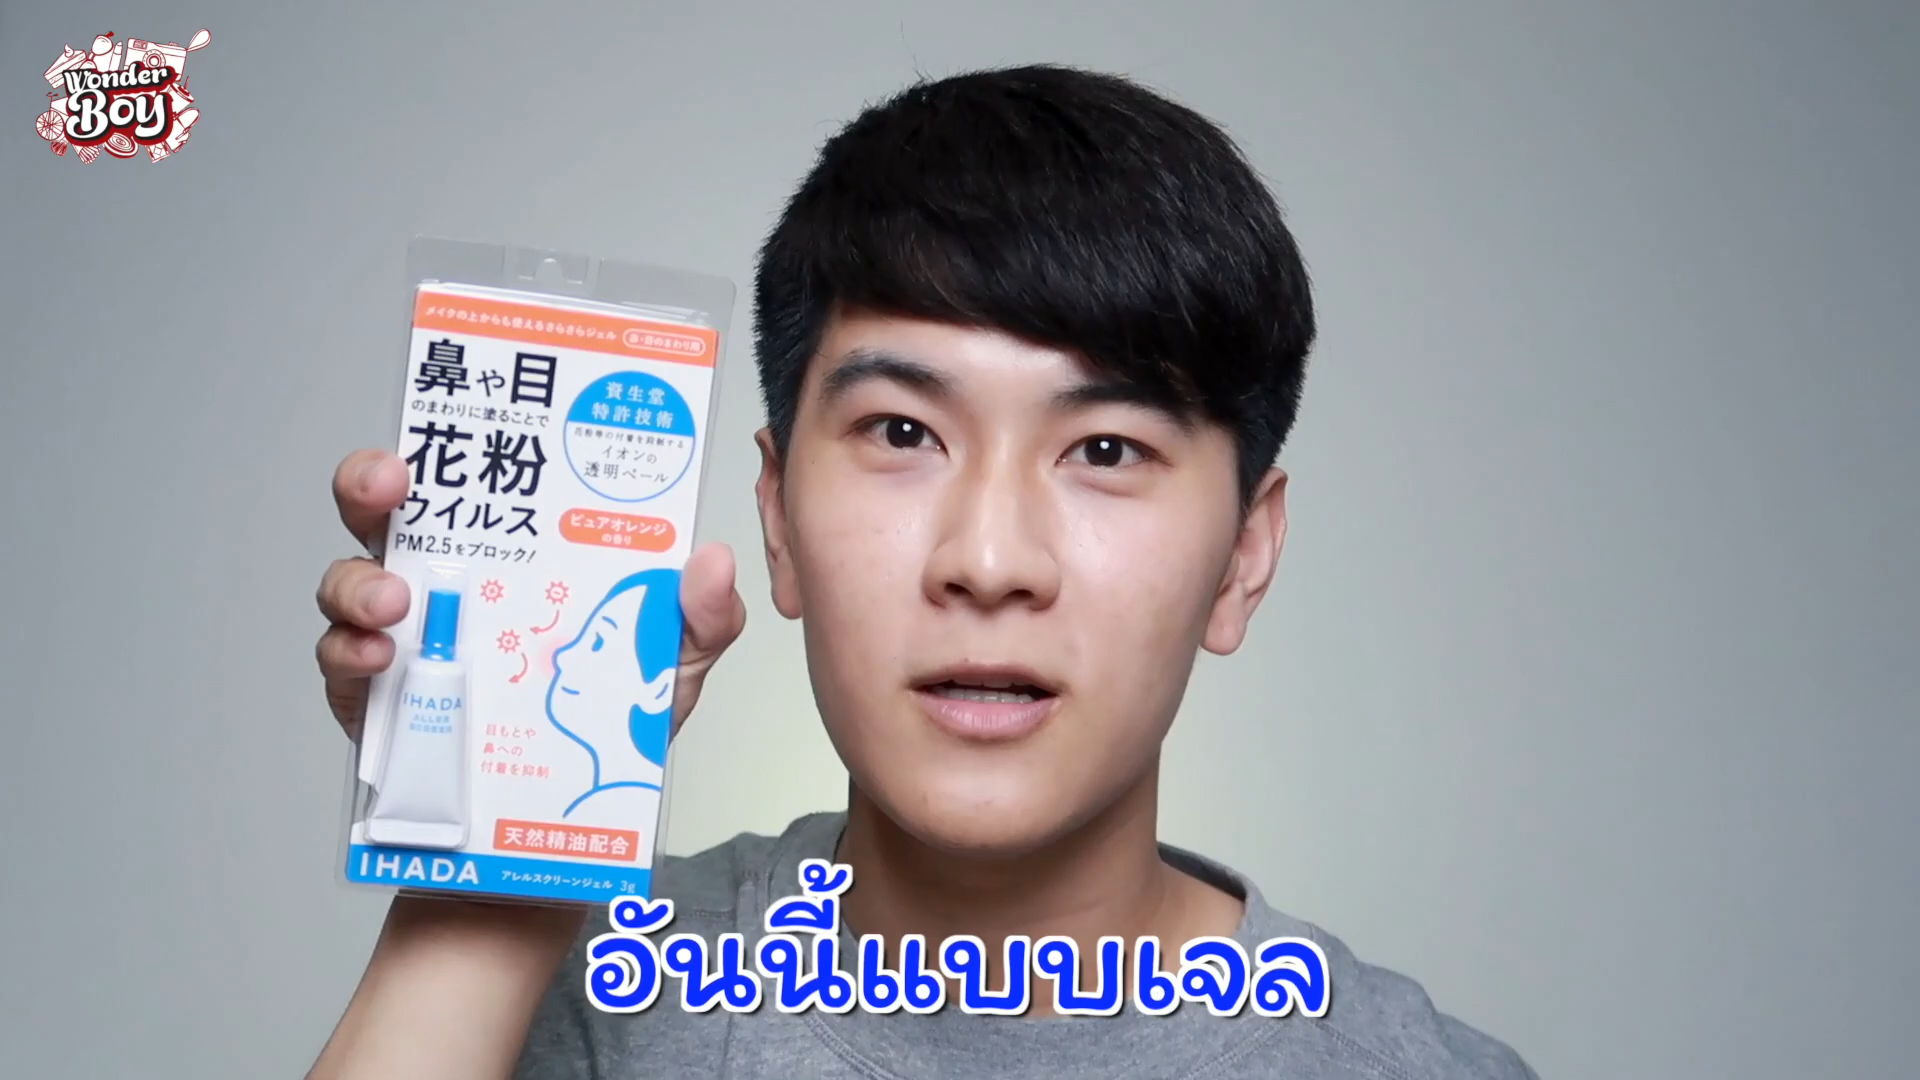 Wonder
Boy
メイクの上からも使えるさらさらジェル
鼻・目のまわり用
鼻や目
のまわりに塗ることで
花粉
ウイルス
PM2.5をブロック!
資生堂
特許技術
花粉等の付着を抑制する
イオンの
透明ベール
ピュアオレンジ
の香り
IHADA
ALLER
目もとや
鼻への
付着を抑制
天然精油配合
IHADA アレルスクリーンジェル 3g
อันนี้แบบเจล